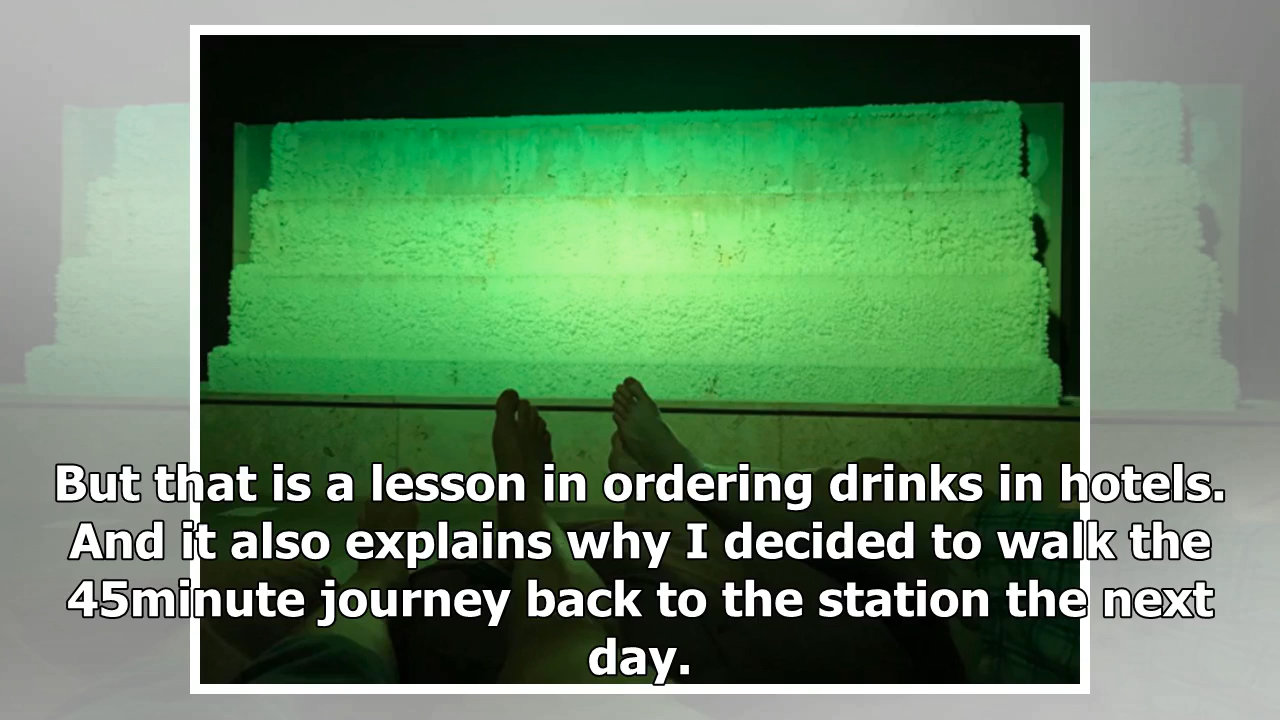 But that is a lesson in ordering drinks in hotels.
And it also explains why I decided to walk the
45minute journey back to the station the next
day.